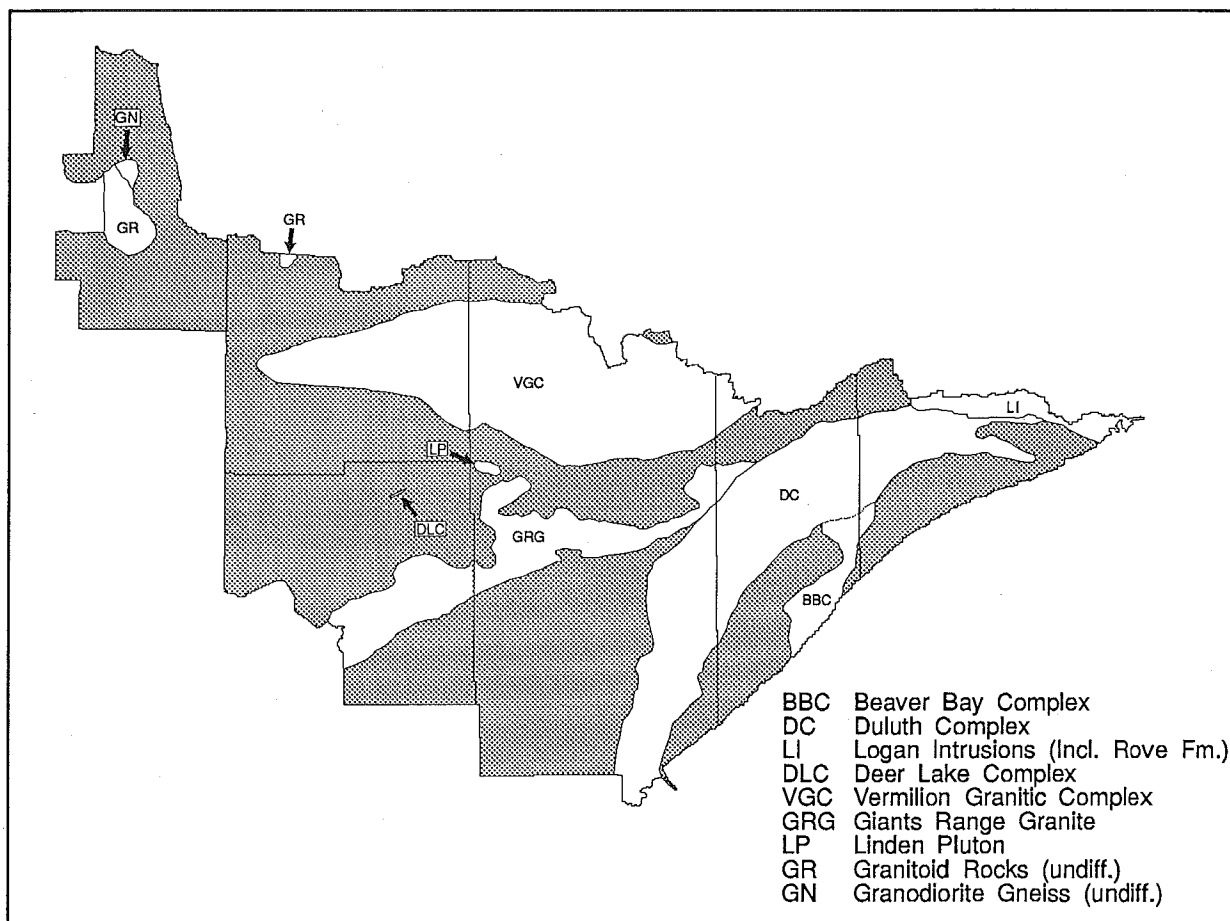 GN
GR
GR
VGC
LI
LP
DC
DLC
GRG
BBC
BBC Beaver Bay Complex
DC Duluth Complex
LI Logan Intrusions (Incl. Rove Fm.)
DLC Deer Lake Complex
VGC Vermilion Granitic Complex
GRG Giants Range Granite
LP Linden Pluton
GR Granitoid Rocks (undiff.)
GN Granodiorite Gneiss (undiff.)